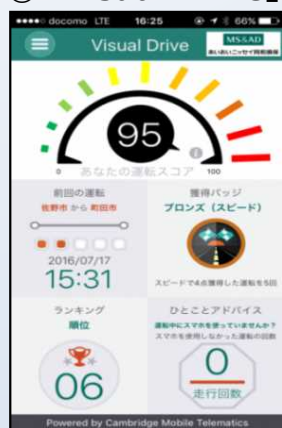 docomo LTE 16:25 66%
Visual Drive
MS&AD
あいおいニッセイ同和損保
95
0 あなたの運転スコア 100
前回の運転
佐野市 から 町田市
2016/07/17
15:31
獲得バッジ
ブロンズ（スピード）
スピードで4点獲得した運転を5回
ランキング
順位
06
ひとことアドバイス
運転中にスマホを使っていませんか？
スマホを使用しなかった運転の回数
0
走行回数
Powered by Cambridge Mobile Telematics